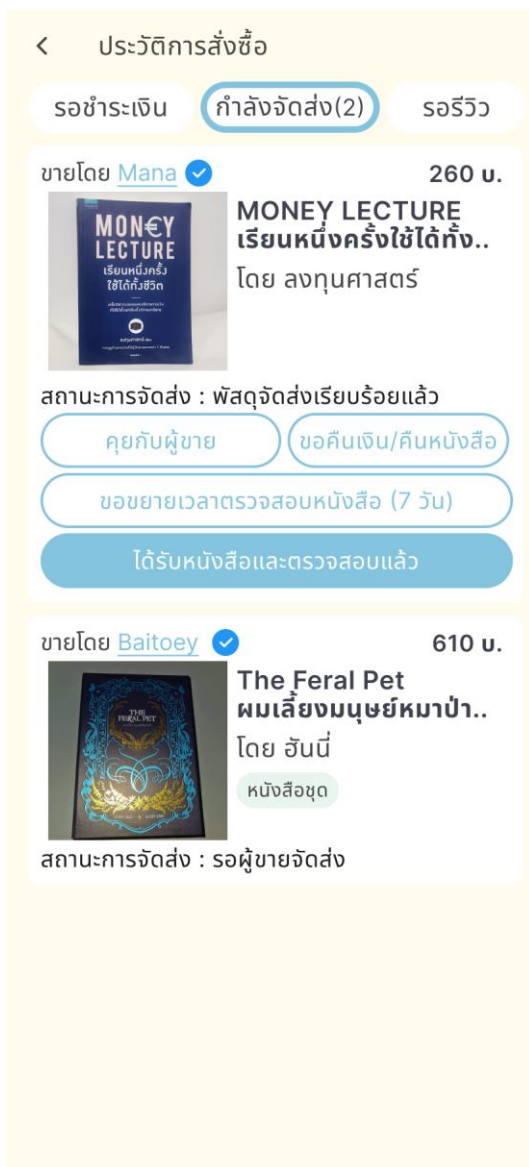 ประวัติการสั่งซื้อ
รอชำระเงิน
กำลังจัดส่ง(2)
รอรีวิว
ขายโดย Mana
260 บ.
MON€Y
LECTURE
เรียนหนึ่งครั้ง
ใช้ได้ทั้งชีวิต
MONEY LECTURE
เรียนหนึ่งครั้งใช้ได้ทั้ง..
โดย ลงทุนศาสตร์
สถานะการจัดส่ง : พัสดุจัดส่งเรียบร้อยแล้ว
คุยกับผู้ขาย
ขอคืนเงิน/คืนหนังสือ
ขอขยายเวลาตรวจสอบหนังสือ (7 วัน)
ได้รับหนังสือและตรวจสอบแล้ว
ขายโดย Baitoey
610 บ.
THE
FERAL PET
The Feral Pet
ผมเลี้ยงมนุษย์หมาป่า..
โดย ฮันนี่
หนังสือชุด
สถานะการจัดส่ง : รอผู้ขายจัดส่ง